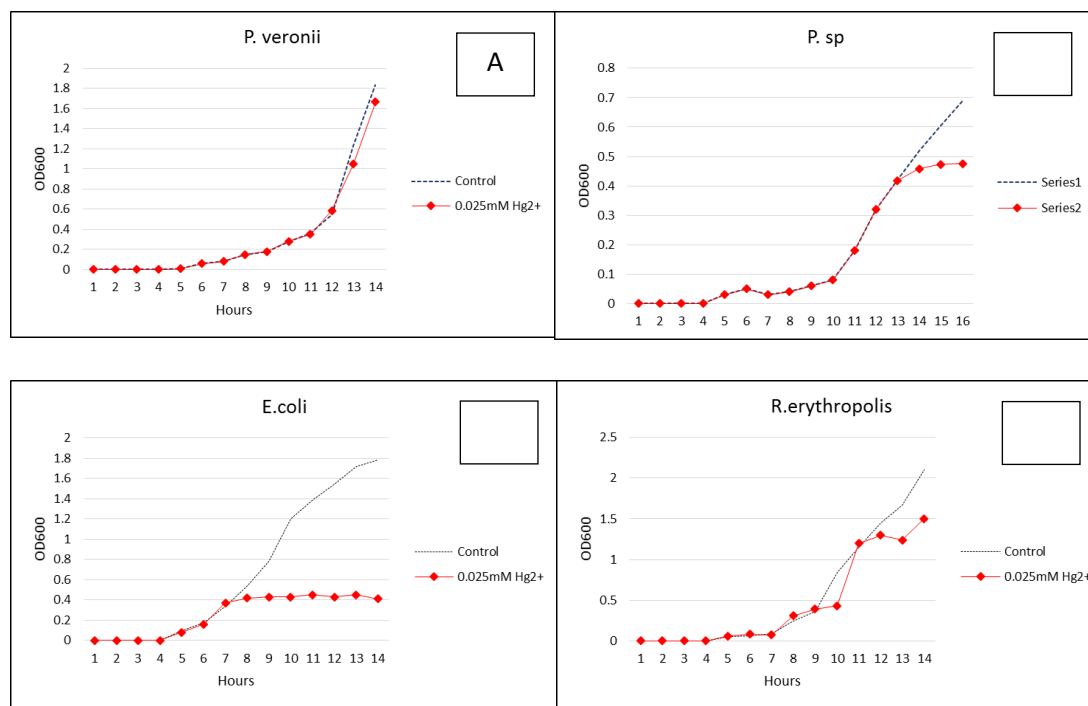 P. veronii
A
2
1.8
1.6
1.4
1.2
1
0.8
0.6
0.4
0.2
0
OD600
1 2 3 4 5 6 7 8 9 10 11 12 13 14
Hours
Control
0.025mM Hg2+
P. sp
0.8
0.7
0.6
0.5
0.4
0.3
0.2
0.1
0
OD600
1 2 3 4 5 6 7 8 9 10 11 12 13 14 15 16
Series1
Series2
E.coli
2
1.8
1.6
1.4
1.2
1
0.8
0.6
0.4
0.2
0
OD600
1 2 3 4 5 6 7 8 9 10 11 12 13 14
Hours
Control
0.025mM Hg2+
R.erythropolis
2.5
2
1.5
1
0.5
0
OD600
1 2 3 4 5 6 7 8 9 10 11 12 13 14
Hours
Control
0.025mM Hg2+